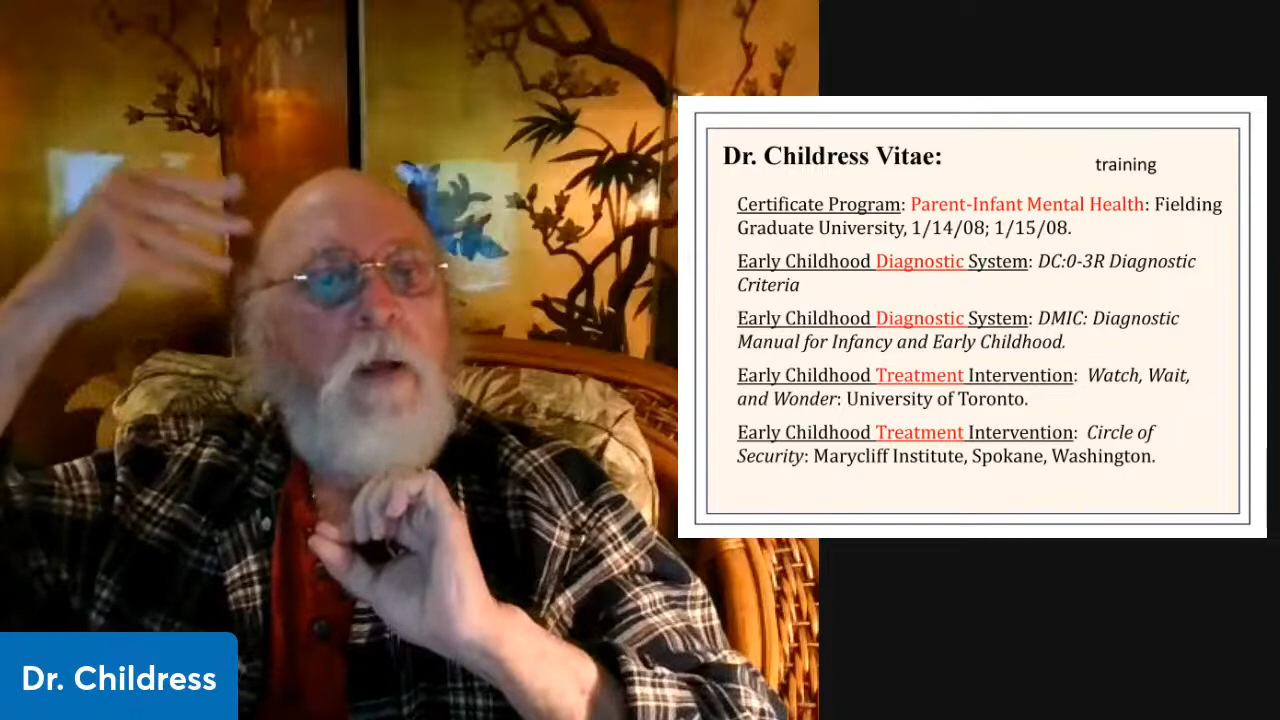 Dr. Childress Vitae:
training
Certificate Program: Parent-Infant Mental Health: Fielding
Graduate University, 1/14/08; 1/15/08.
Early Childhood Diagnostic System: DC:0-3R Diagnostic
Criteria
Early Childhood Diagnostic System: DMIC: Diagnostic
Manual for Infancy and Early Childhood.
Early Childhood Treatment Intervention: Watch, Wait,
and Wonder: University of Toronto.
Early Childhood Treatment Intervention: Circle of
Security: Marycliff Institute, Spokane, Washington.
Dr. Childress